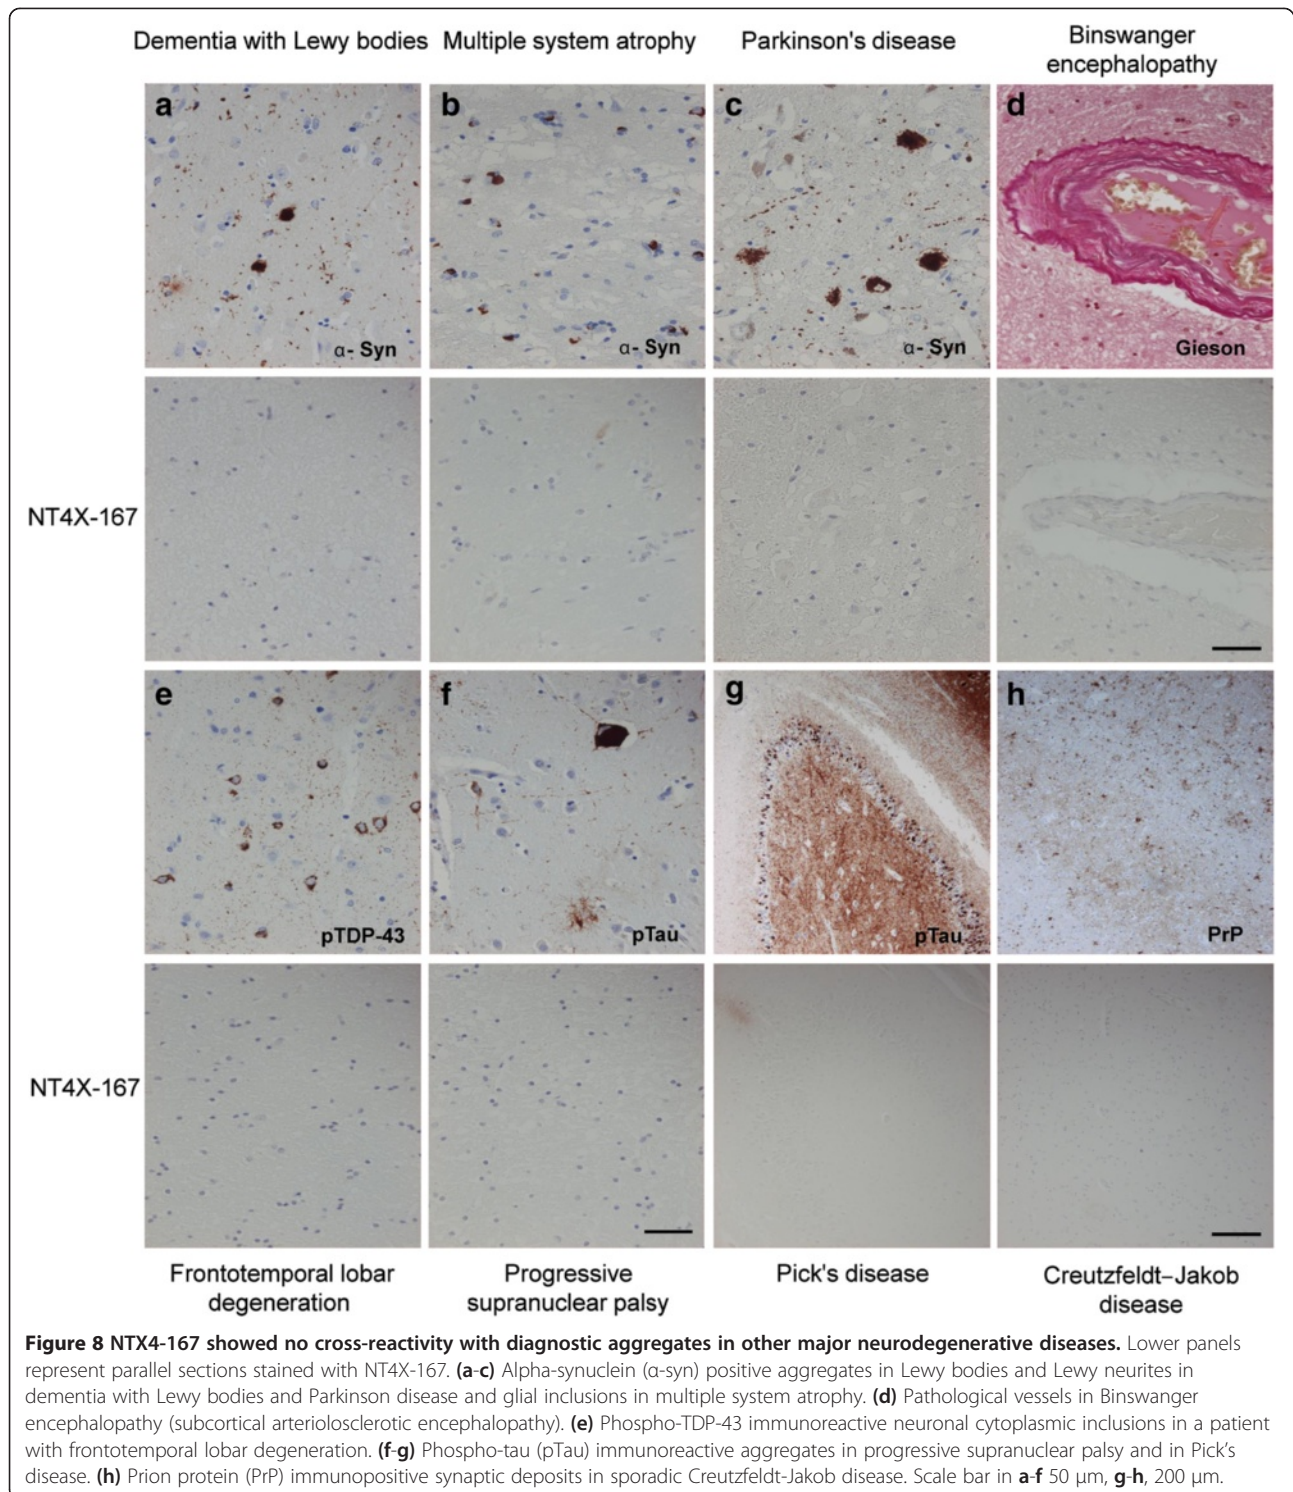 Dementia with Lewy bodies Multiple system atrophy Parkinson's disease Binswanger
encephalopathy
a b c d
α- Syn α- Syn α- Syn Gieson
NT4X-167
e f g h
pTDP-43 pTau pTau PrP
NT4X-167
Frontotemporal lobar Progressive Pick's disease Creutzfeldt–Jakob
degeneration supranuclear palsy disease
Figure 8 NTX4-167 showed no cross-reactivity with diagnostic aggregates in other major neurodegenerative diseases. Lower panels
represent parallel sections stained with NT4X-167. (a-c) Alpha-synuclein (α-syn) positive aggregates in Lewy bodies and Lewy neurites in
dementia with Lewy bodies and Parkinson disease and glial inclusions in multiple system atrophy. (d) Pathological vessels in Binswanger
encephalopathy (subcortical arteriolosclerotic encephalopathy). (e) Phospho-TDP-43 immunoreactive neuronal cytoplasmic inclusions in a patient
with frontotemporal lobar degeneration. (f-g) Phospho-tau (pTau) immunoreactive aggregates in progressive supranuclear palsy and in Pick's
disease. (h) Prion protein (PrP) immunopositive synaptic deposits in sporadic Creutzfeldt-Jakob disease. Scale bar in a-f 50 μm, g-h, 200 μm.